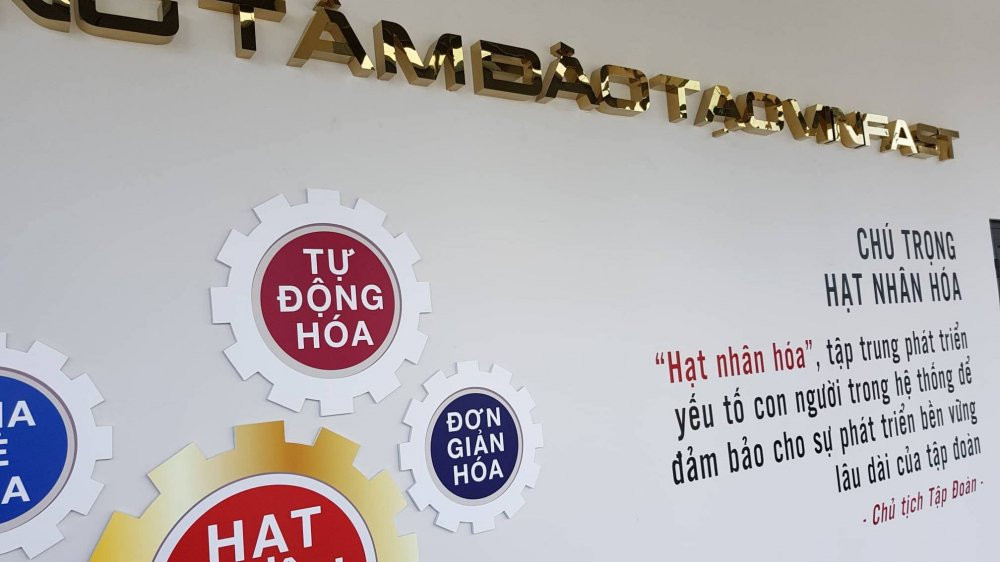 TÂM ĐÀO TẠO VINFAST
TỰ
ĐỘNG
HÓA
ĐƠN
GIẢN
HÓA
HẠT
CHÚ TRỌNG
HẠT NHÂN HÓA
“Hạt nhân hóa”, tập trung phát triển
yếu tố con người trong hệ thống để
đảm bảo cho sự phát triển bền vững
lâu dài của tập đoàn
- Chủ tịch Tập Đoàn -